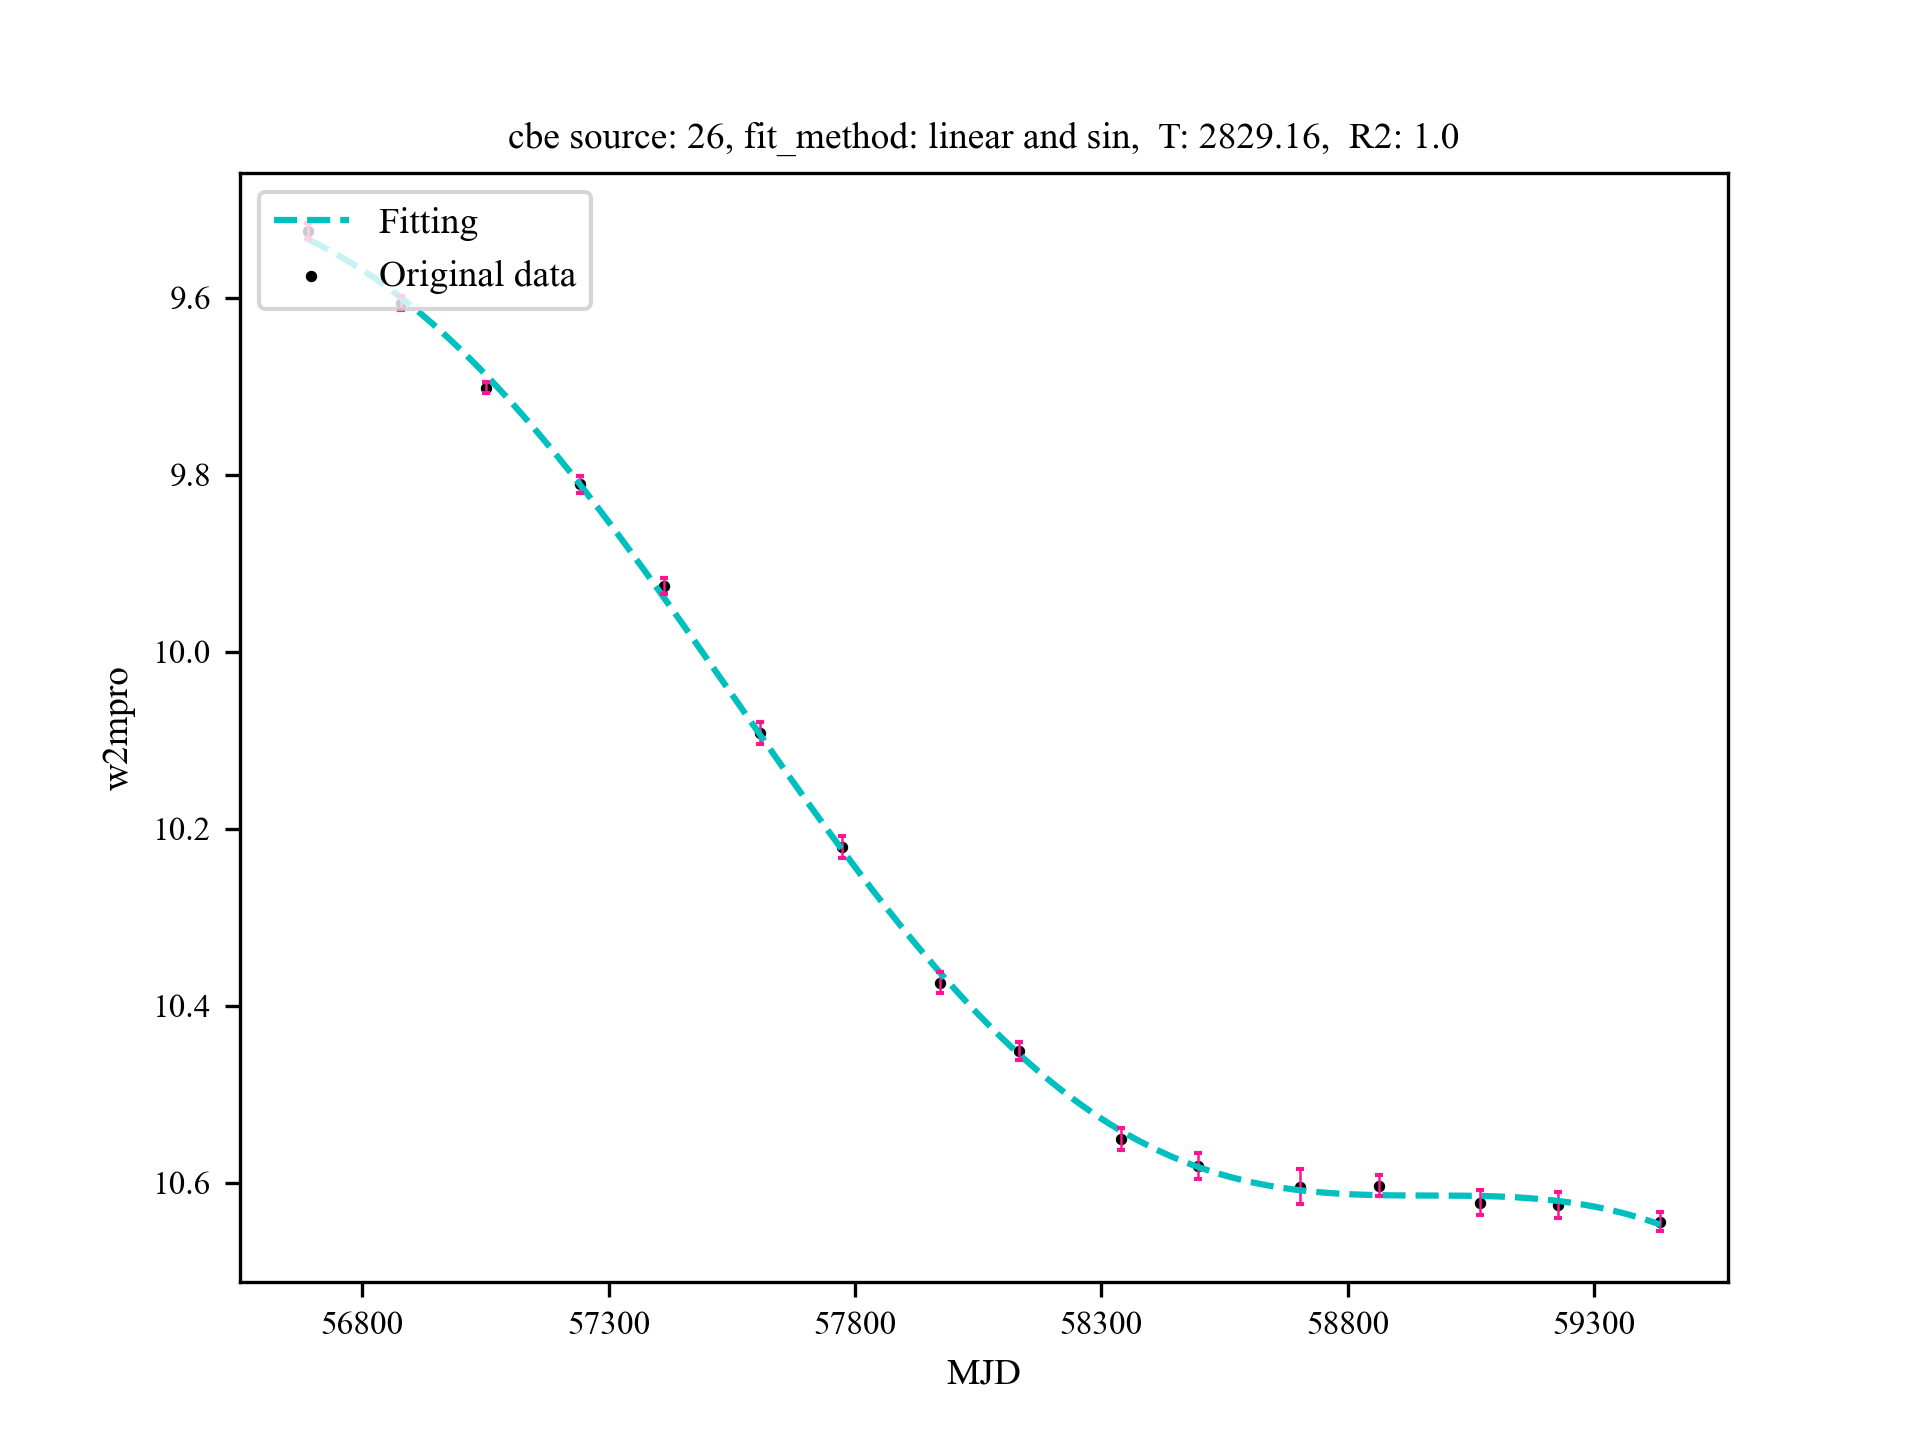 cbe source: 26, fit_method: linear and sin,  T: 2829.16,  R2: 1.0
Fitting
Original data
9.6
9.8
10.0
10.2
10.4
10.6
w2mpro
56800 57300 57800 58300 58800 59300
MJD